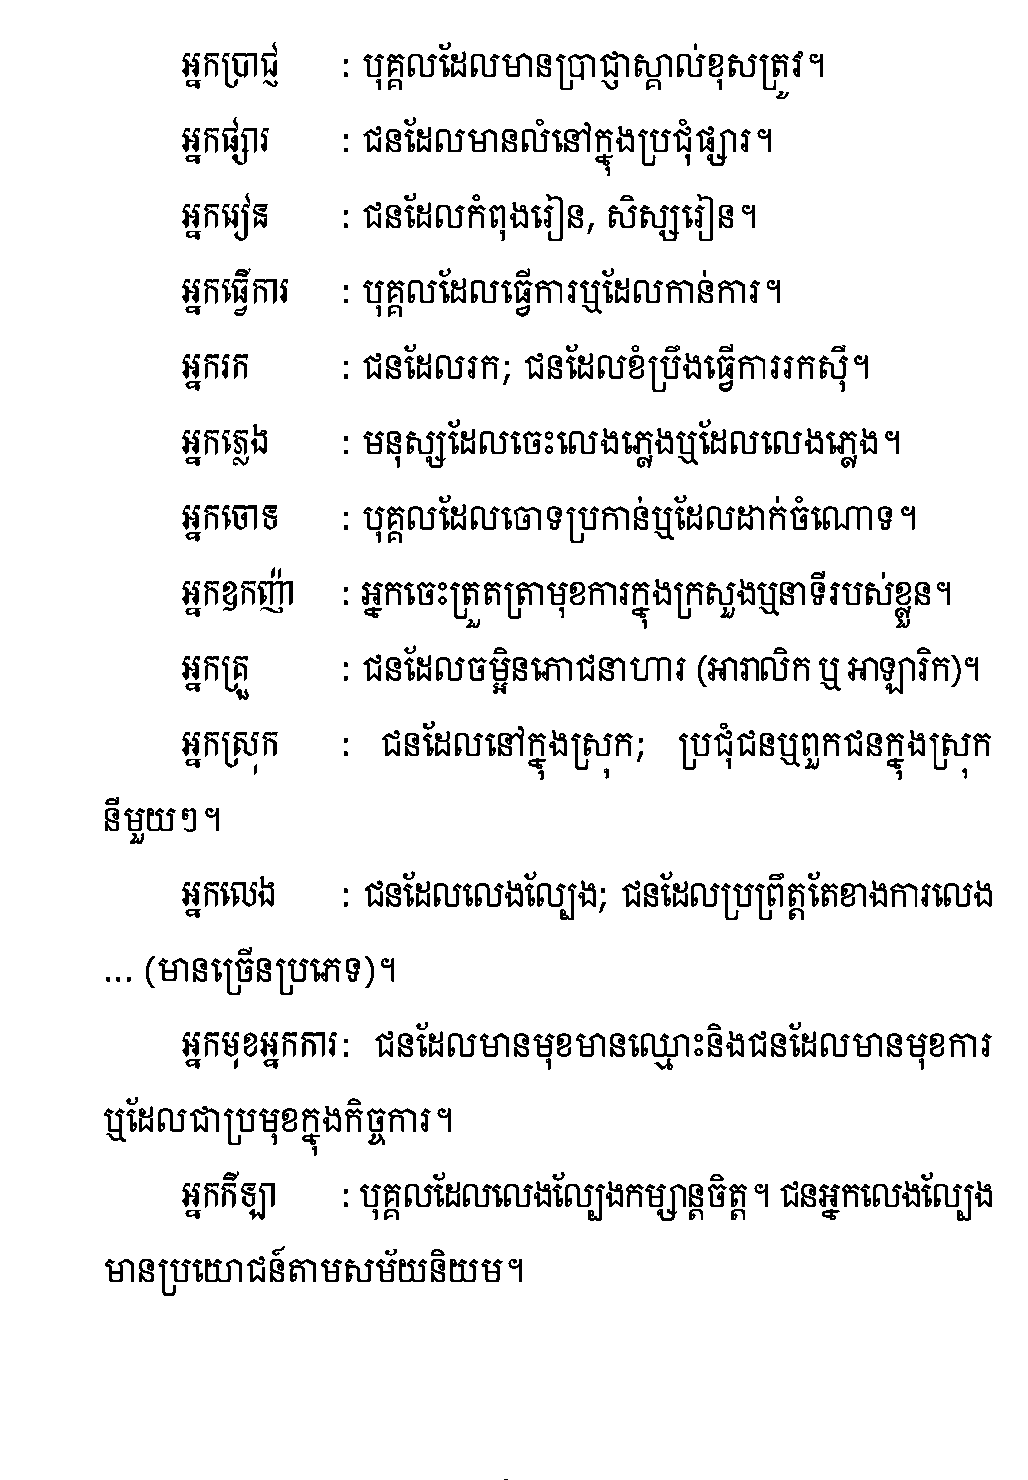 អ្នកប្រាជ្ញ : បុគ្គលដែលមានប្រាជ្ញាស្គាល់ខុសត្រូវ។
អ្នកផ្សារ : ជនដែលមានលំនៅក្នុងប្រជុំផ្សារ។
អ្នករៀន : ជនដែលកំពុងរៀន, សិស្សរៀន។
អ្នកធ្វើការ : បុគ្គលដែលធ្វើការឬដែលកាន់ការ។
អ្នករក : ជនដែលរក; ជនដែលខំប្រឹងធ្វើការរកស៊ី។
អ្នកភ្លេង : មនុស្សដែលចេះលេងភ្លេងឬដែលលេងភ្លេង។
អ្នកចោទ : បុគ្គលដែលចោទប្រកាន់ឬដែលដាក់ចំណោទ។
អ្នកឧកញ៉ា : អ្នកចេះត្រួតត្រាមុខការក្នុងក្រសួងឬនាទីរបស់ខ្លួន។
អ្នកគ្រួ : ជនដែលចម្អិនភោជនាហារ (អារាលិក ឬ អាឡារិក)។
អ្នកស្រុក : ជនដែលនៅក្នុងស្រុក; ប្រជុំជនឬពួកជនក្នុងស្រុក
នីមួយៗ។
អ្នកលេង : ជនដែលលេងល្បែង; ជនដែលប្រព្រឹត្តតែខាងការលេង
... (មានច្រើនប្រភេទ)។
អ្នកមុខអ្នកការ: ជនដែលមានមុខមានឈ្មោះនិងជនដែលមានមុខការ
ឬដែលជាប្រមុខក្នុងកិច្ចការ។
អ្នកកីឡា : បុគ្គលដែលលេងល្បែងកម្សាន្តចិត្ត។ ជនអ្នកលេងល្បែង
មានប្រយោជន៍តាមសម័យនិយម។